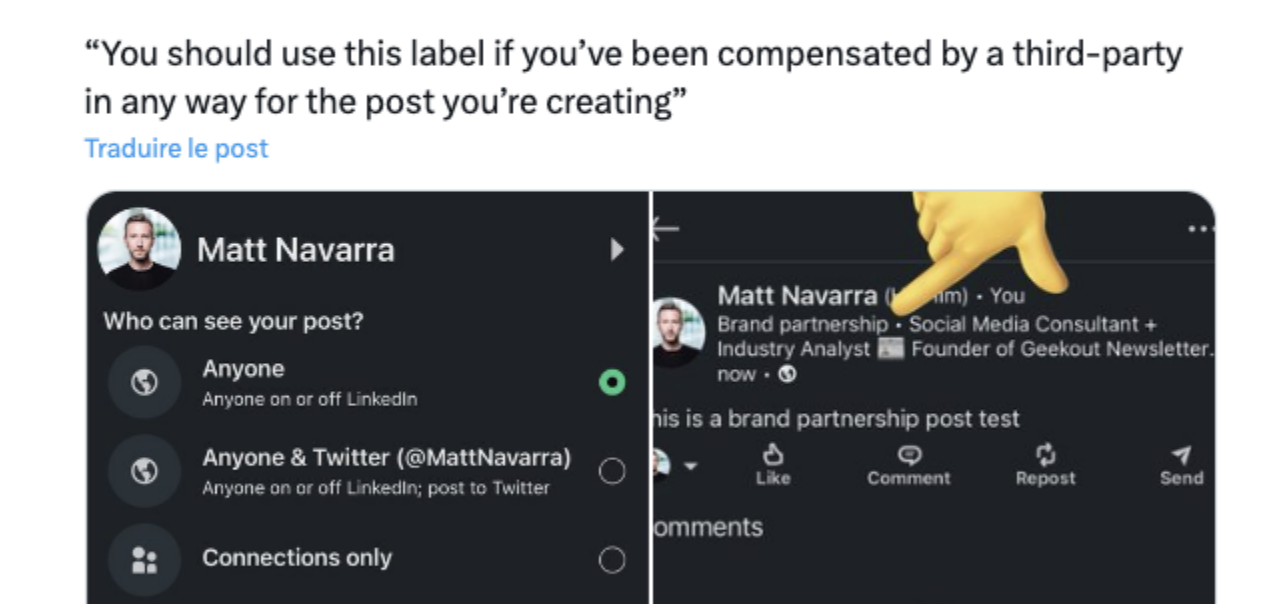 “You should use this label if you’ve been compensated by a third-party
in any way for the post you’re creating”
Traduire le post
Matt Navarra
Who can see your post?
Anyone
Anyone on or off LinkedIn
Anyone & Twitter (@MattNavarra)
Anyone on or off LinkedIn; post to Twitter
Connections only
Matt Navarra • You
Brand partnership • Social Media Consultant +
Industry Analyst 📰 Founder of Geekout Newsletter.
now •
his is a brand partnership post test
Like
Comment
Repost
Send
omments